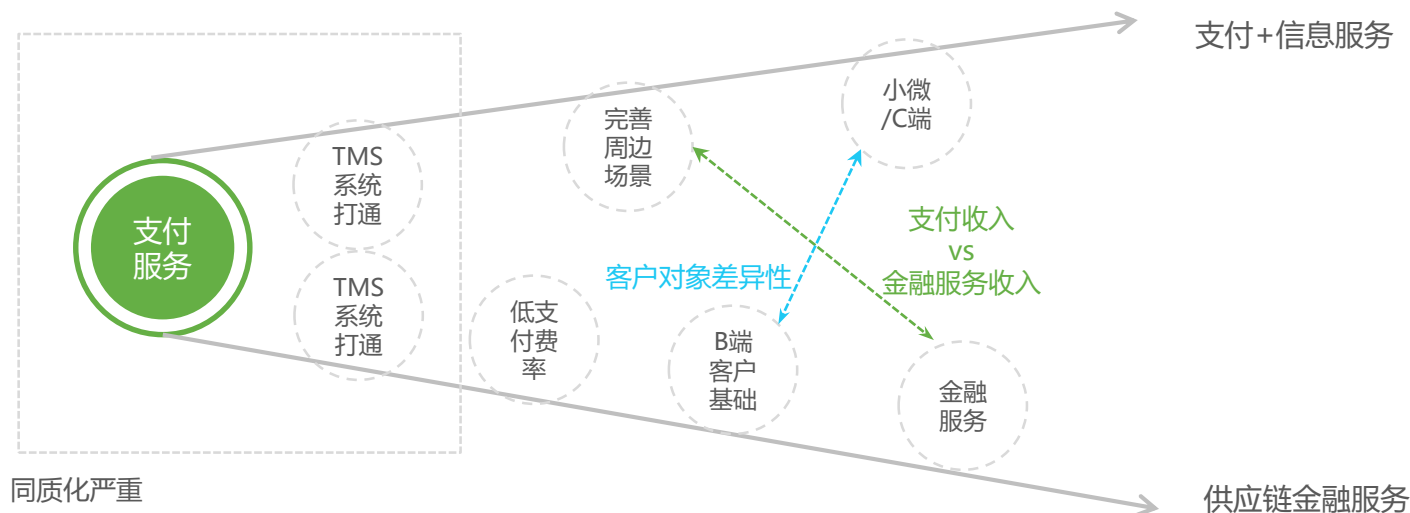 支付+信息服务
小微
/C端
完善
周边
场景
TMS
系统
打通
支付
服务
支付收入
vs
金融服务收入
客户对象差异性
TMS
系统
打通
低支
付费
率
B端
客户
基础
金融
服务
同质化严重
供应链金融服务